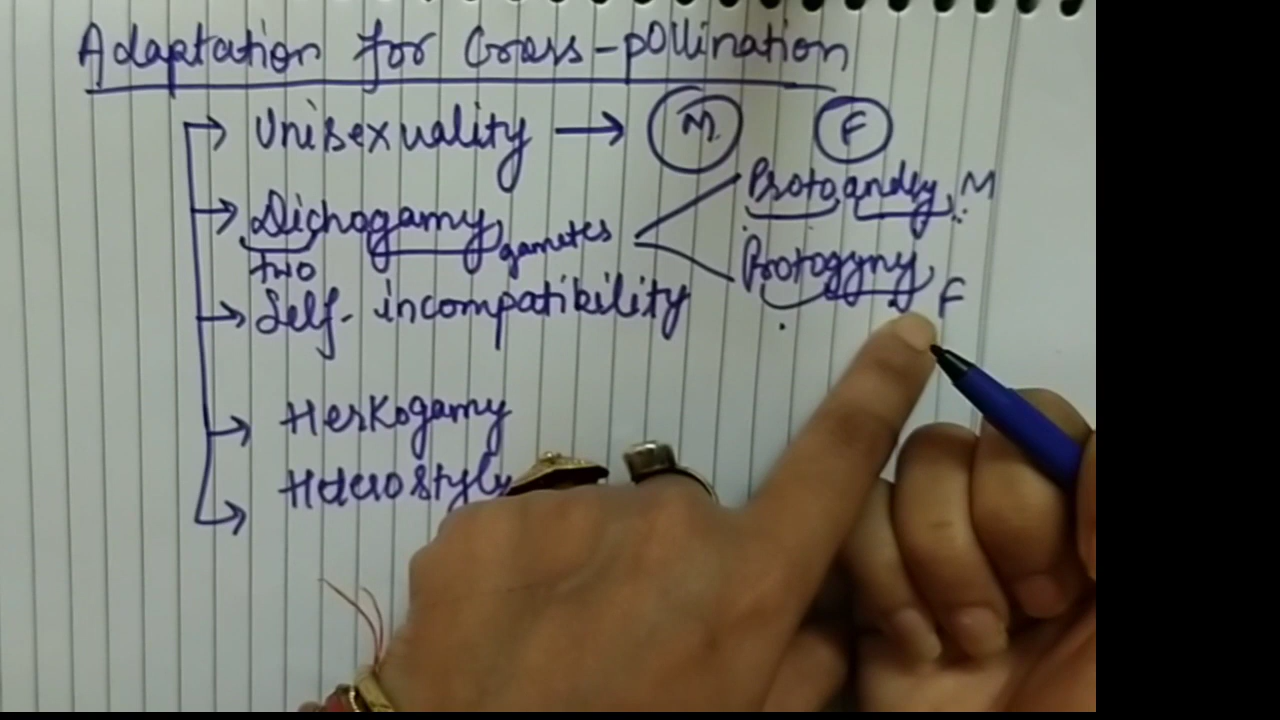 Adaptation for Cross-pollination
Unisexuality → M F
Dichogamy gametes Protoandry M
two Protogyny F
Self-incompatibility
Herkogamy
Heterostyly